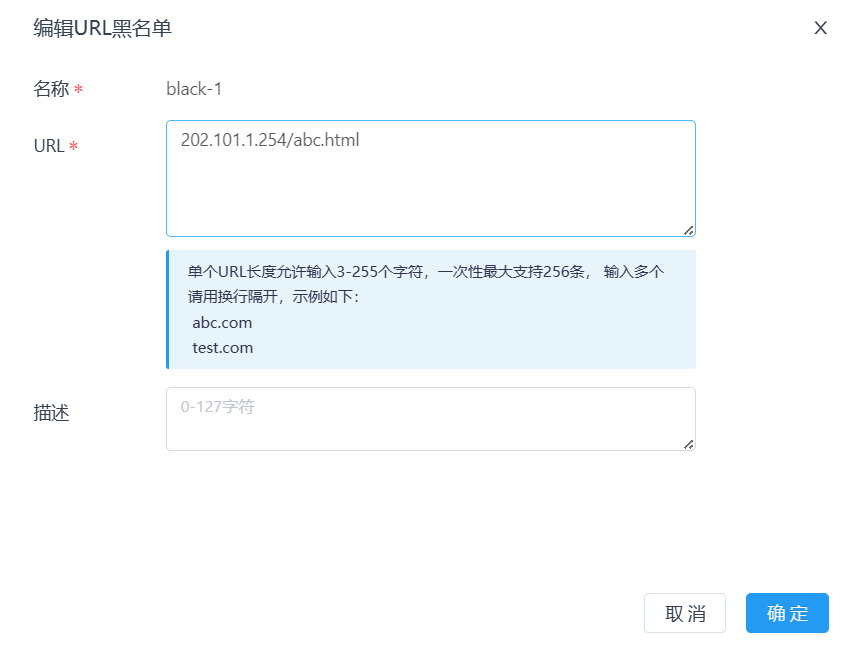 编辑URL黑名单
X
名称 *
black-1
URL *
202.101.1.254/abc.html
单个URL长度允许输入3-255个字符，一次性最大支持256条， 输入多个
请用换行隔开，示例如下：
abc.com
test.com
描述
0-127字符
取消
确定